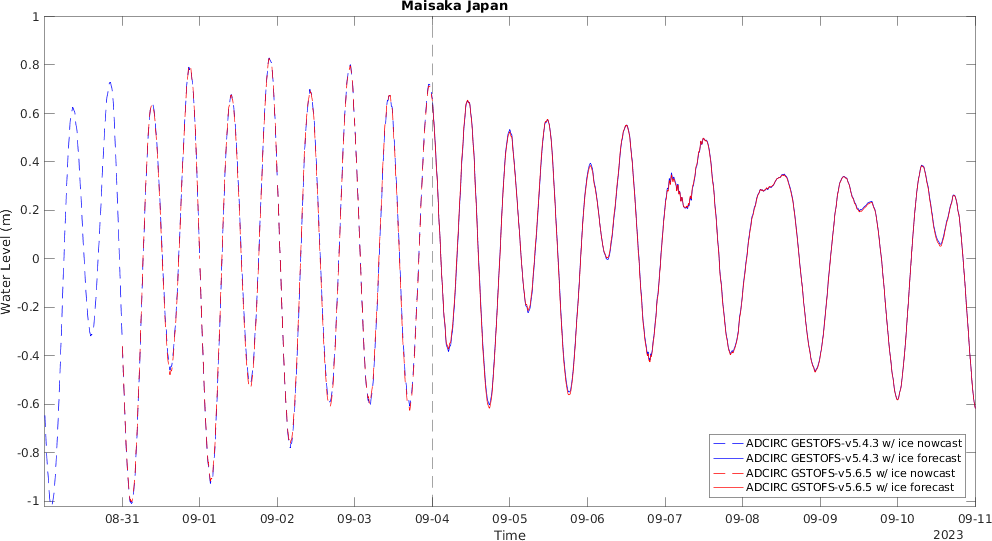 Maisaka Japan
1
0.8
0.6
0.4
0.2
0
-0.2
-0.4
-0.6
-0.8
-1
Water Level (m)
08-31 09-01 09-02 09-03 09-04 09-05 09-06 09-07 09-08 09-09 09-10 09-11
Time
2023
ADCIRC GESTOFS-v5.4.3 w/ ice nowcast
ADCIRC GESTOFS-v5.4.3 w/ ice forecast
ADCIRC GSTOFS-v5.6.5 w/ ice nowcast
ADCIRC GSTOFS-v5.6.5 w/ ice forecast